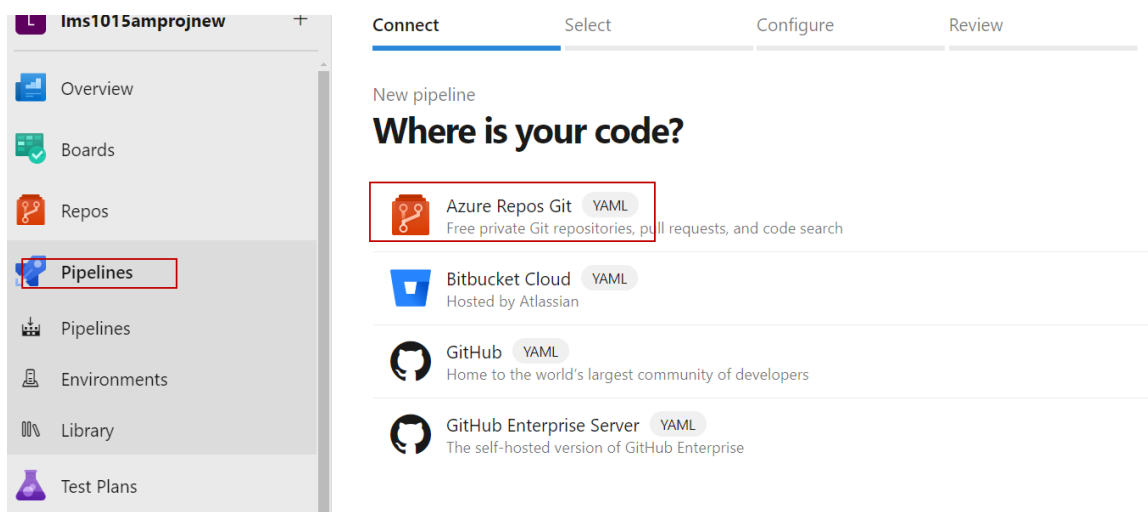 L
lms1015amprojnew
+
Overview
Boards
Repos
Pipelines
Pipelines
Environments
Library
Test Plans
Connect
Select
Configure
Review
New pipeline
Where is your code?
Azure Repos Git YAML
Free private Git repositories, pull requests, and code search
Bitbucket Cloud YAML
Hosted by Atlassian
GitHub YAML
Home to the world's largest community of developers
GitHub Enterprise Server YAML
The self-hosted version of GitHub Enterprise